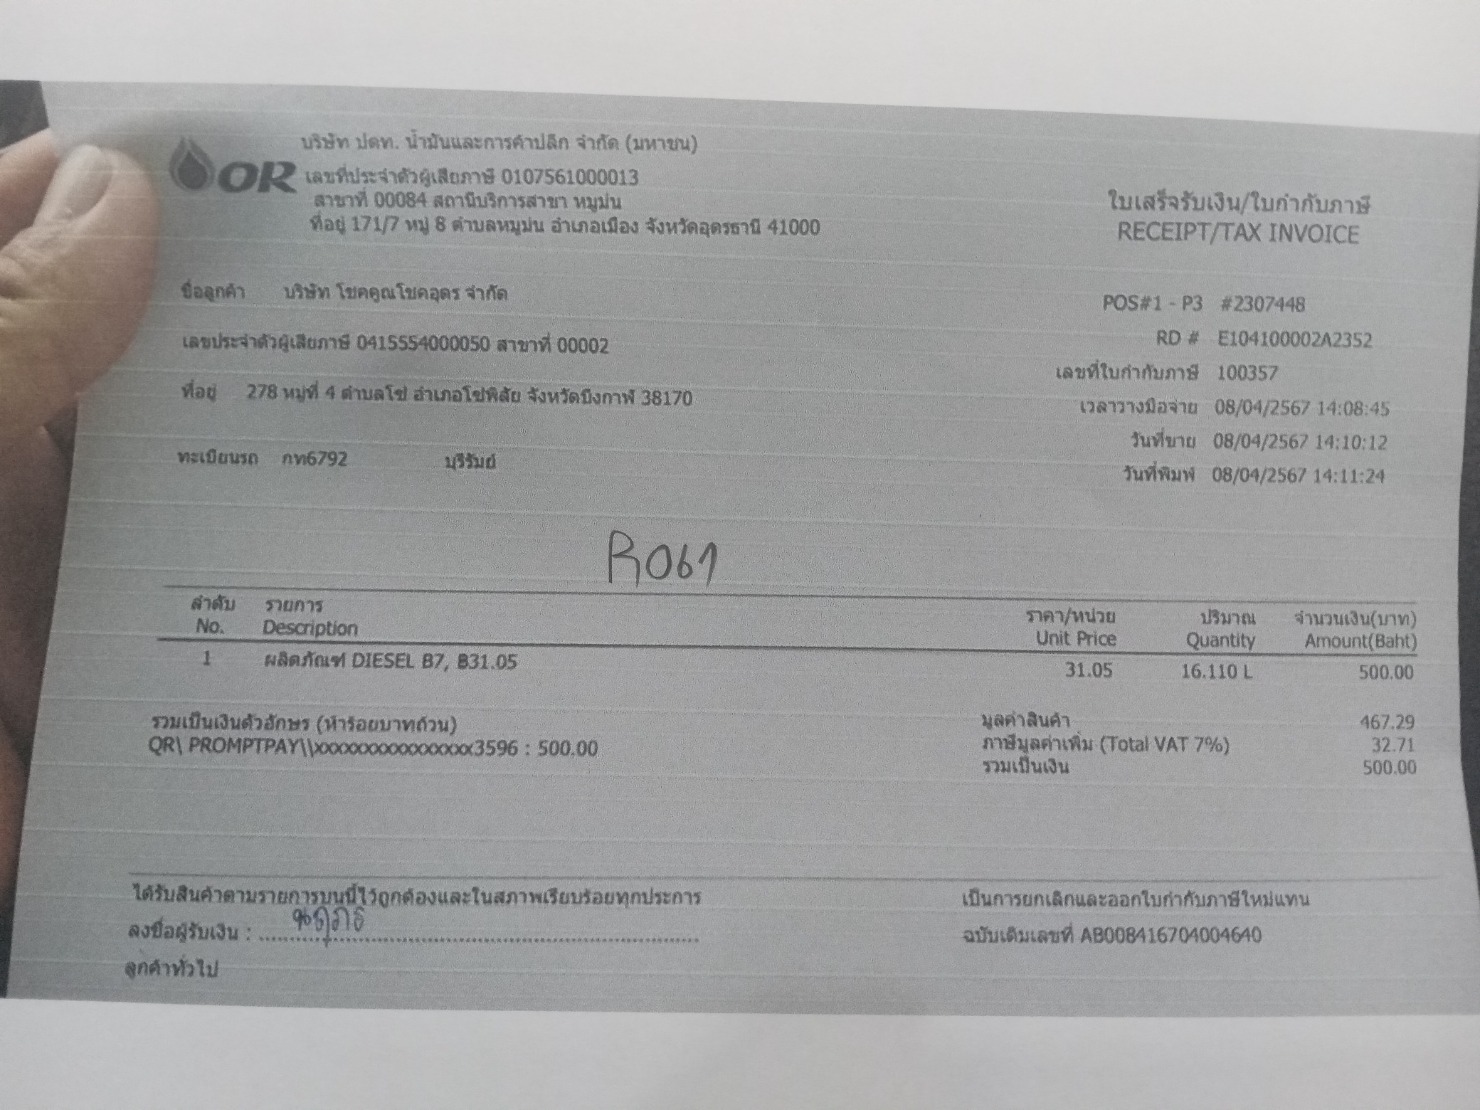 OR
บริษัท ปตท. น้ำมันและการค้าปลีก จำกัด (มหาชน)
เลขที่ประจำตัวผู้เสียภาษี 0107561000013
สาขาที่ 00084 สถานีบริการสาขา หมูม่น
ที่อยู่ 171/7 หมู่ 8 ตำบลหมูม่น อำเภอเมือง จังหวัดอุดรธานี 41000
ใบเสร็จรับเงิน/ใบกำกับภาษี
RECEIPT/TAX INVOICE
ชื่อลูกค้า บริษัท โชคคูณโชคอุดร จำกัด
เลขประจำตัวผู้เสียภาษี 0415554000050 สาขาที่ 00002
ที่อยู่ 278 หมู่ที่ 4 ตำบลโซ่ อำเภอโซ่พิสัย จังหวัดบึงกาฬ 38170
ทะเบียนรถ กท6792 บุรีรัมย์
POS#1 - P3 #2307448
RD # E104100002A2352
เลขที่ใบกำกับภาษี 100357
เวลาวางมือจ่าย 08/04/2567 14:08:45
วันที่ขาย 08/04/2567 14:10:12
วันที่พิมพ์ 08/04/2567 14:11:24
R067
ลำดับ รายการ ราคา/หน่วย ปริมาณ จำนวนเงิน(บาท)
No. Description Unit Price Quantity Amount(Baht)
1 ผลิตภัณฑ์ DIESEL B7, ฿31.05 31.05 16.110 L 500.00
รวมเป็นเงินตัวอักษร (ห้าร้อยบาทถ้วน)
QR\ PROMPTPAY\\xxxxxxxxxxxxxxxx3596 : 500.00
มูลค่าสินค้า 467.29
ภาษีมูลค่าเพิ่ม (Total VAT 7%) 32.71
รวมเป็นเงิน 500.00
ได้รับสินค้าตามรายการบนนี้ไว้ถูกต้องและในสภาพเรียบร้อยทุกประการ
ลงชื่อผู้รับเงิน :
ลูกค้าทั่วไป
เป็นการยกเลิกและออกใบกำกับภาษีใหม่แทน
ฉบับเดิมเลขที่ AB008416704004640